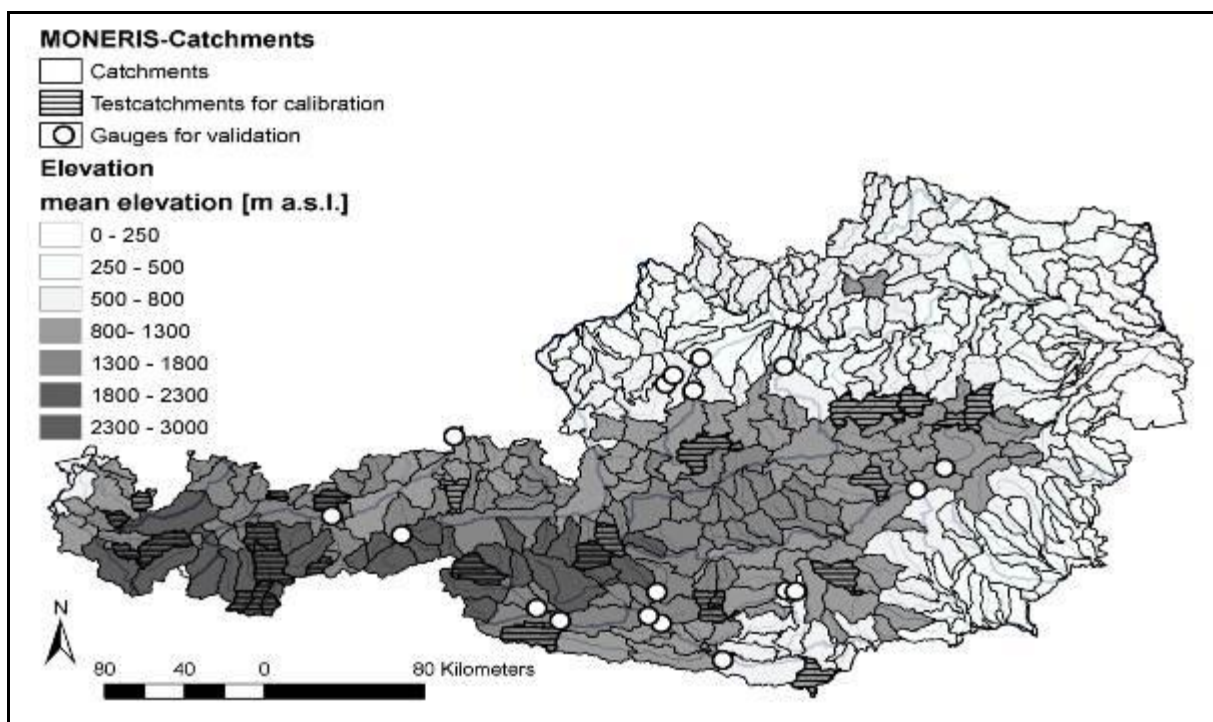 MONERIS-Catchments
Catchments
Testcatchments for calibration
Gauges for validation
Elevation
mean elevation [m a.s.l.]
0 - 250
250 - 500
500 - 800
800- 1300
1300 - 1800
1800 - 2300
2300 - 3000
N
80 40 0 80 Kilometers